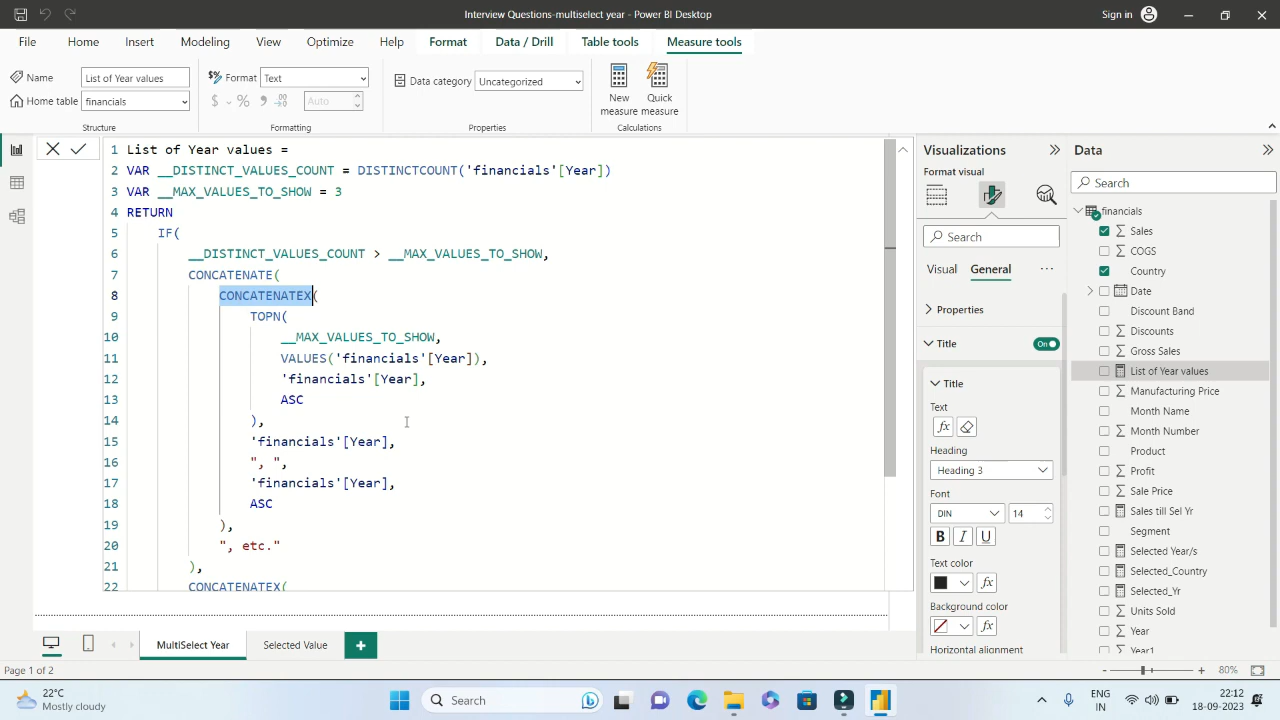 Interview Questions-multiselect year - Power BI Desktop
Sign in
File Home Insert Modeling View Optimize Help Format Data / Drill Table tools Measure tools
Name List of Year values
Home table financials
Structure
Format Text
$ % Auto
Formatting
Data category Uncategorized
Properties
New measure
Quick measure
Calculations
1 List of Year values =
2 VAR __DISTINCT_VALUES_COUNT = DISTINCTCOUNT('financials'[Year])
3 VAR __MAX_VALUES_TO_SHOW = 3
4 RETURN
5 IF(
6 __DISTINCT_VALUES_COUNT > __MAX_VALUES_TO_SHOW,
7 CONCATENATE(
8 CONCATENATEX(
9 TOPN(
10 __MAX_VALUES_TO_SHOW,
11 VALUES('financials'[Year]),
12 'financials'[Year],
13 ASC
14 ),
15 'financials'[Year],
16 ", ",
17 'financials'[Year],
18 ASC
19 ),
20 ", etc."
21 ),
22 CONCATENATEX(
Visualizations
Format visual
Search
Visual General ...
Properties
Title On
Title
Text
fx
Heading
Heading 3
Font
DIN 14
B I U
Text color
fx
Background color
fx
Horizontal alignment
Data
Search
financials
Sales
COGS
Country
Date
Discount Band
Discounts
Gross Sales
List of Year values
Manufacturing Price
Month Name
Month Number
Product
Profit
Sale Price
Sales till Sel Yr
Segment
Selected Year/s
Selected_Country
Selected_Yr
Units Sold
Year
Year1
MultiSelect Year Selected Value +
Page 1 of 2
- + 80%
22°C
Mostly cloudy
Search
ENG
IN
22:12
18-09-2023